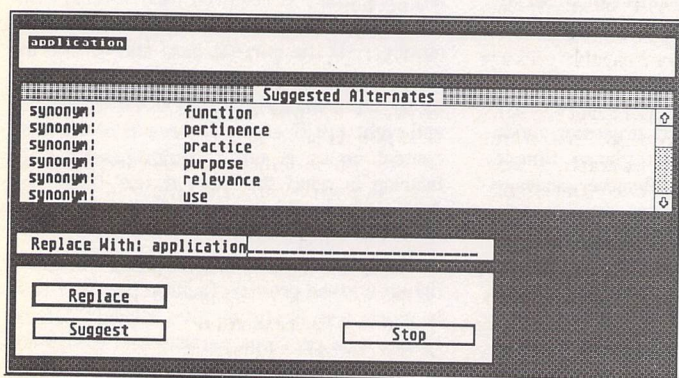 application
Suggested Alternates
synonym: function
synonym: pertinence
synonym: practice
synonym: purpose
synonym: relevance
synonym: use
Replace With: application
Replace
Suggest
Stop